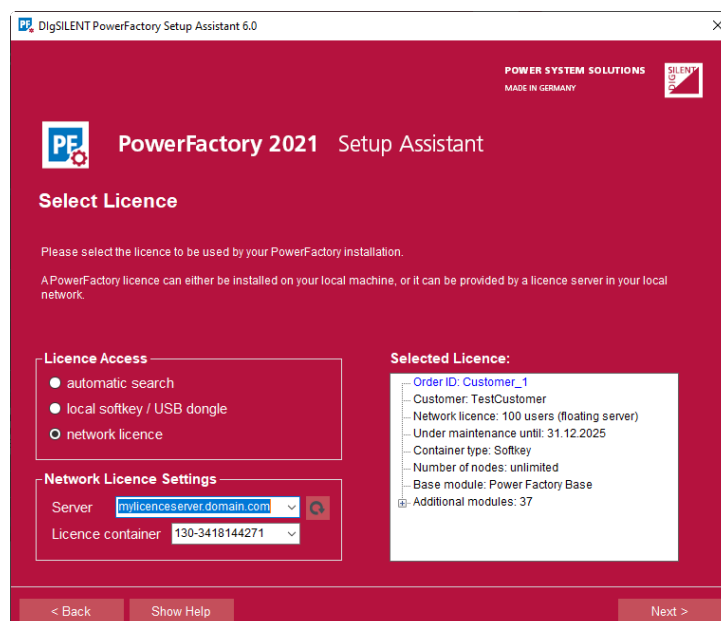 DIgSILENT PowerFactory Setup Assistant 6.0
POWER SYSTEM SOLUTIONS
MADE IN GERMANY
DIG
SILENT
PF
PowerFactory 2021 Setup Assistant
Select Licence
Please select the licence to be used by your PowerFactory installation.
A PowerFactory licence can either be installed on your local machine, or it can be provided by a licence server in your local
network.
Licence Access
automatic search
local softkey / USB dongle
network licence
Network Licence Settings
Server mylicenceserver.domain.com
Licence container 130-3418144271
Selected Licence:
Order ID: Customer_1
Customer: TestCustomer
Network licence: 100 users (floating server)
Under maintenance until: 31.12.2025
Container type: Softkey
Number of nodes: unlimited
Base module: Power Factory Base
Additional modules: 37
< Back
Show Help
Next >